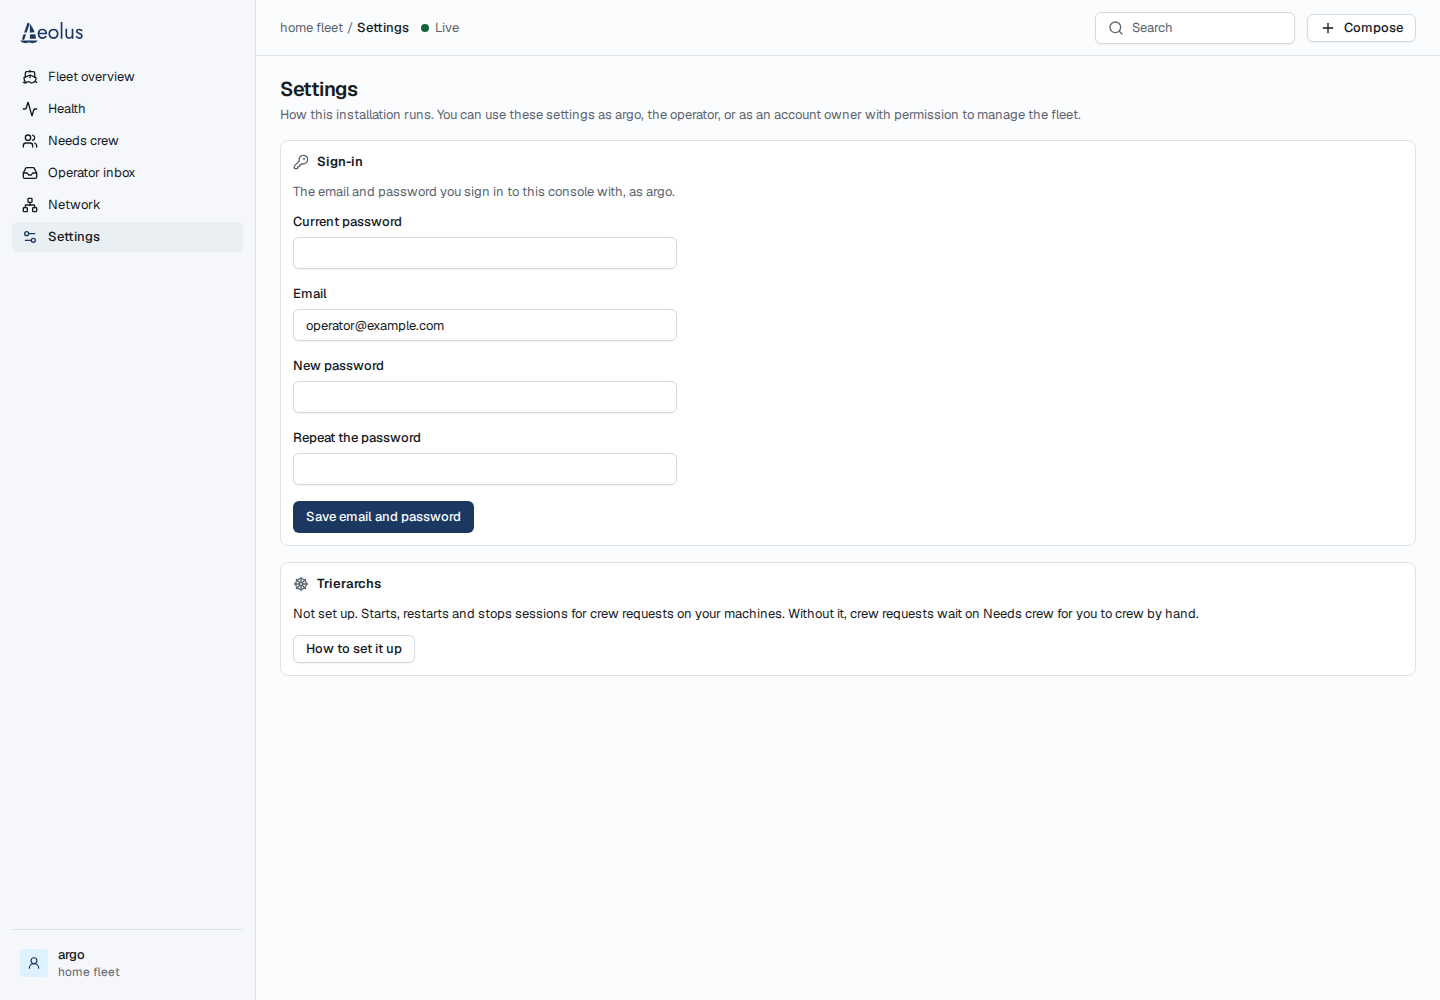 Aeolus
Fleet overview
Health
Needs crew
Operator inbox
Network
Settings
argo
home fleet
home fleet / Settings Live
Search
Compose
Settings
How this installation runs. You can use these settings as argo, the operator, or as an account owner with permission to manage the fleet.
Sign-in
The email and password you sign in to this console with, as argo.
Current password
Email
operator@example.com
New password
Repeat the password
Save email and password
Trierarchs
Not set up. Starts, restarts and stops sessions for crew requests on your machines. Without it, crew requests wait on Needs crew for you to crew by hand.
How to set it up